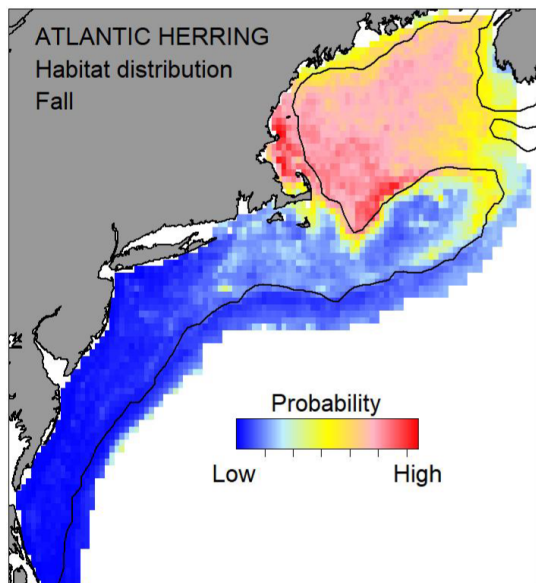 ATLANTIC HERRING
Habitat distribution
Fall
Probability
Low High